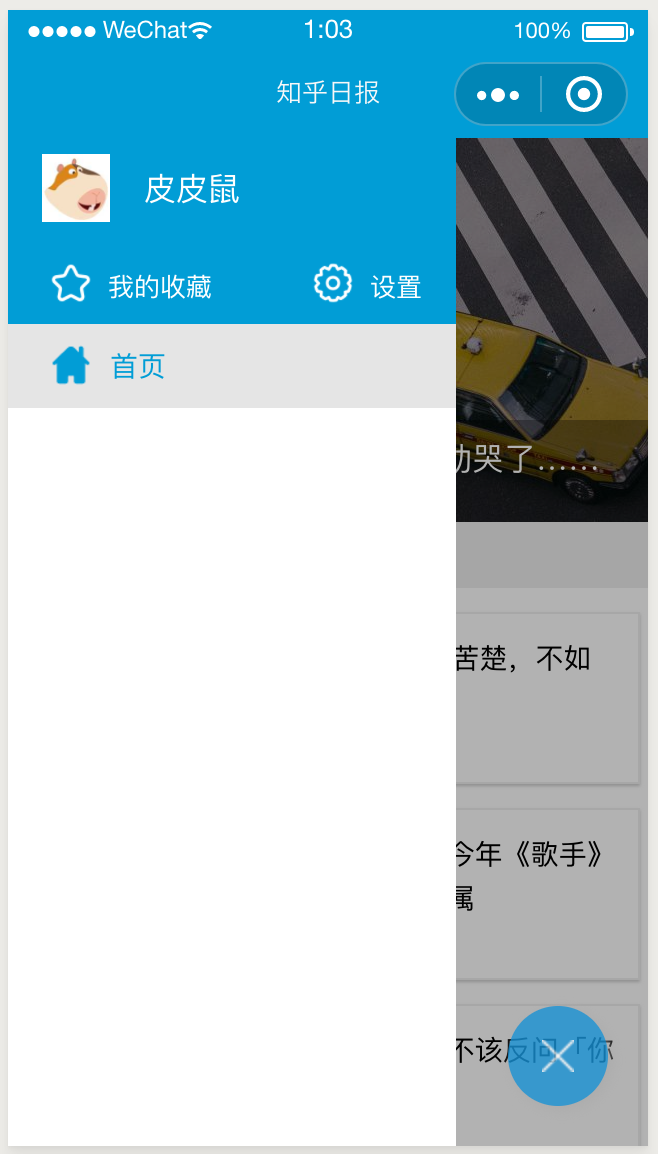 WeChat 1:03 100%
知乎日报
皮皮鼠
我的收藏 设置
首页
哭了……
苦楚，不如
今年《歌手》
属
不该反问「你